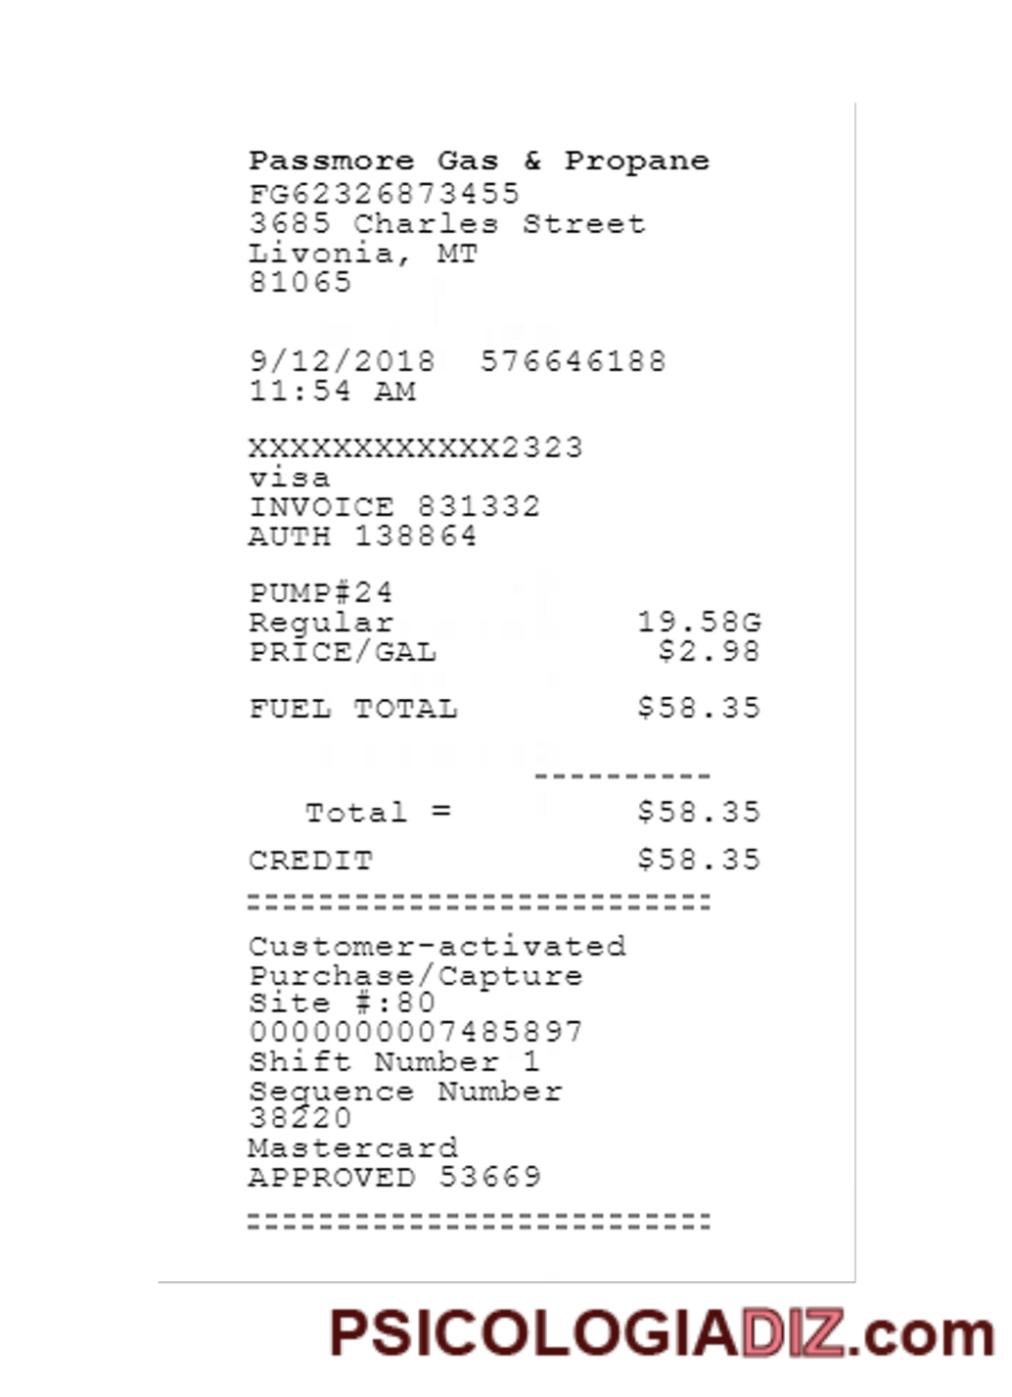 Passmore Gas & Propane
FG62326873455
3685 Charles Street
Livonia, MT
81065
9/12/2018 576646188
11:54 AM
XXXXXXXXXXXX2323
visa
INVOICE 831332
AUTH 138864
PUMP#24
Regular 19.58G
PRICE/GAL $2.98
FUEL TOTAL $58.35
----------
Total = $58.35
CREDIT $58.35
==========================
Customer-activated
Purchase/Capture
Site #:80
0000000007485897
Shift Number 1
Sequence Number
38220
Mastercard
APPROVED 53669
==========================
PSICOLOGIADIZ.com